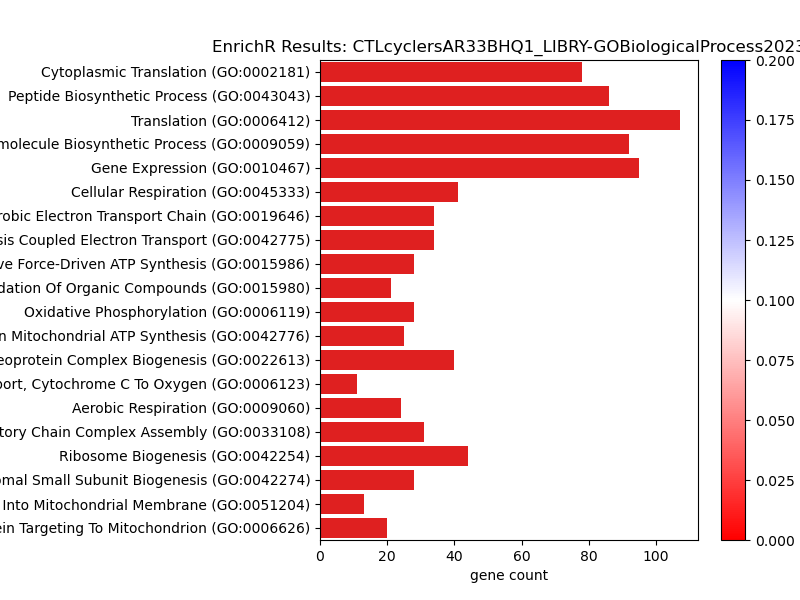 EnrichR Results: CTLcyclersAR33BHQ1_LIBRY-GOBiologicalProcess2023
Cytoplasmic Translation (GO:0002181)
Peptide Biosynthetic Process (GO:0043043)
Translation (GO:0006412)
molecule Biosynthetic Process (GO:0009059)
Gene Expression (GO:0010467)
Cellular Respiration (GO:0045333)
robic Electron Transport Chain (GO:0019646)
sis Coupled Electron Transport (GO:0042775)
ve Force-Driven ATP Synthesis (GO:0015986)
dation Of Organic Compounds (GO:0015980)
Oxidative Phosphorylation (GO:0006119)
n Mitochondrial ATP Synthesis (GO:0042776)
eoprotein Complex Biogenesis (GO:0022613)
port, Cytochrome C To Oxygen (GO:0006123)
Aerobic Respiration (GO:0009060)
tory Chain Complex Assembly (GO:0033108)
Ribosome Biogenesis (GO:0042254)
omal Small Subunit Biogenesis (GO:0042274)
Into Mitochondrial Membrane (GO:0051204)
ein Targeting To Mitochondrion (GO:0006626)
0 20 40 60 80 100
gene count
0.200
0.175
0.150
0.125
0.100
0.075
0.050
0.025
0.000